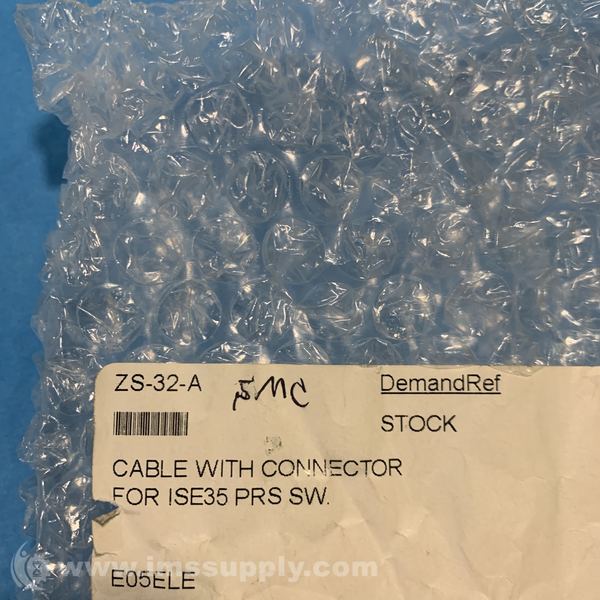 ZS-32-A SMC DemandRef
STOCK
CABLE WITH CONNECTOR
FOR ISE35 PRS SW.
www.imssupply.com
E05ELE